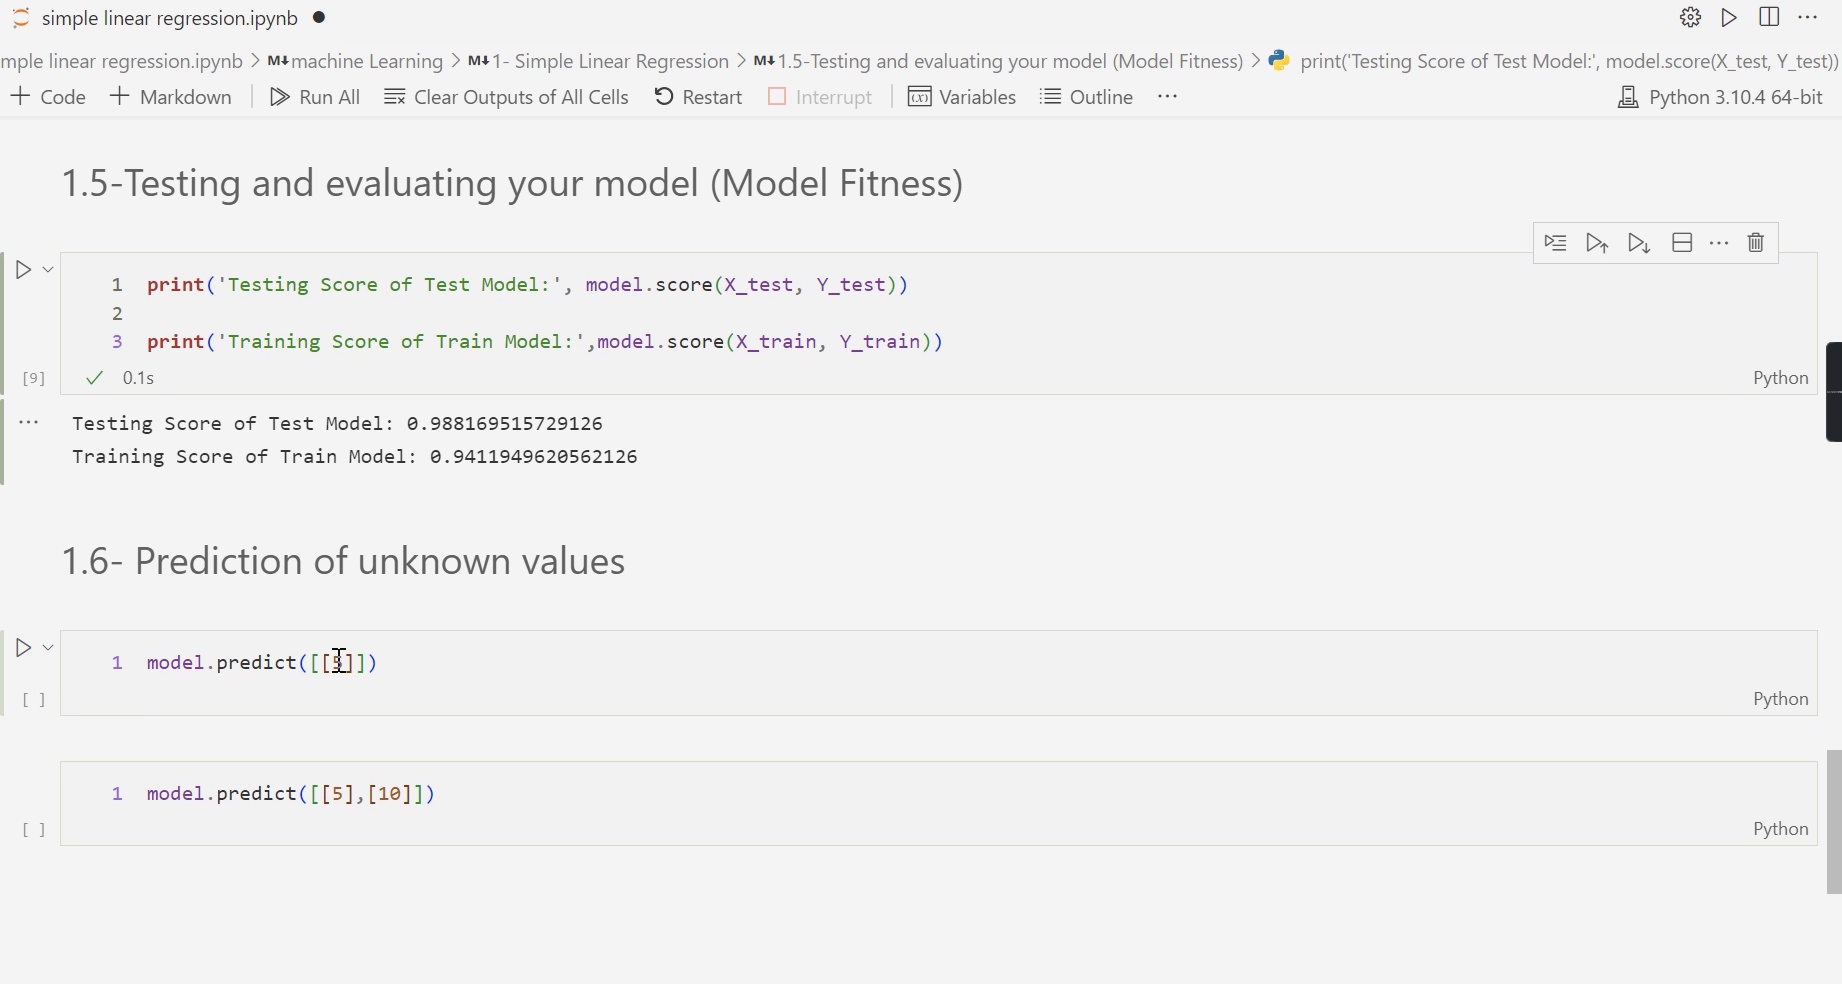 simple linear regression.ipynb
mple linear regression.ipynb > M↓machine Learning > M↓1- Simple Linear Regression > M↓1.5-Testing and evaluating your model (Model Fitness) > print('Testing Score of Test Model:', model.score(X_test, Y_test))
+ Code + Markdown Run All Clear Outputs of All Cells Restart Interrupt Variables Outline ··· Python 3.10.4 64-bit
1.5-Testing and evaluating your model (Model Fitness)
1 print('Testing Score of Test Model:', model.score(X_test, Y_test))
2
3 print('Training Score of Train Model:',model.score(X_train, Y_train))
[9] 0.1s Python
Testing Score of Test Model: 0.988169515729126
Training Score of Train Model: 0.9411949620562126
1.6- Prediction of unknown values
1 model.predict([[5]])
[ ] Python
1 model.predict([[5],[10]])
[ ] Python